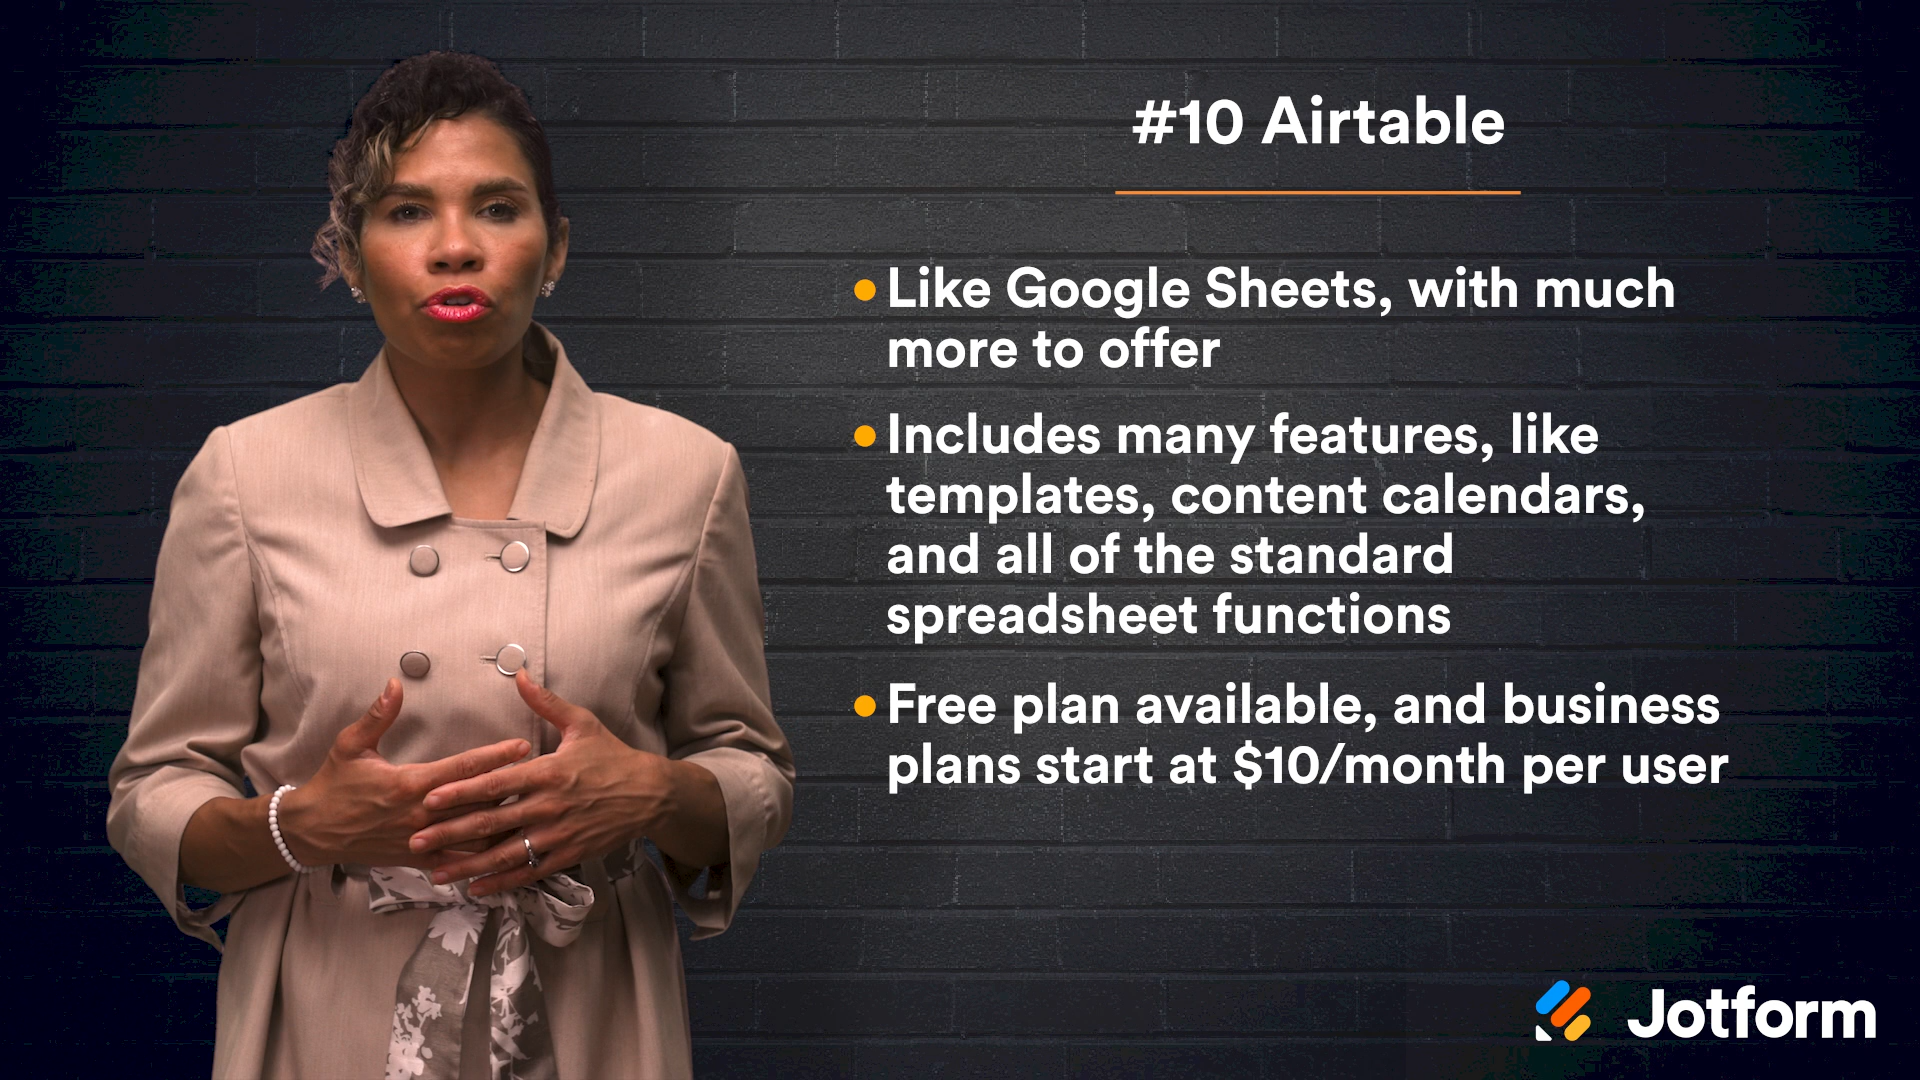 #10 Airtable
• Like Google Sheets, with much
more to offer
• Includes many features, like
templates, content calendars,
and all of the standard
spreadsheet functions
• Free plan available, and business
plans start at $10/month per user
Jotform